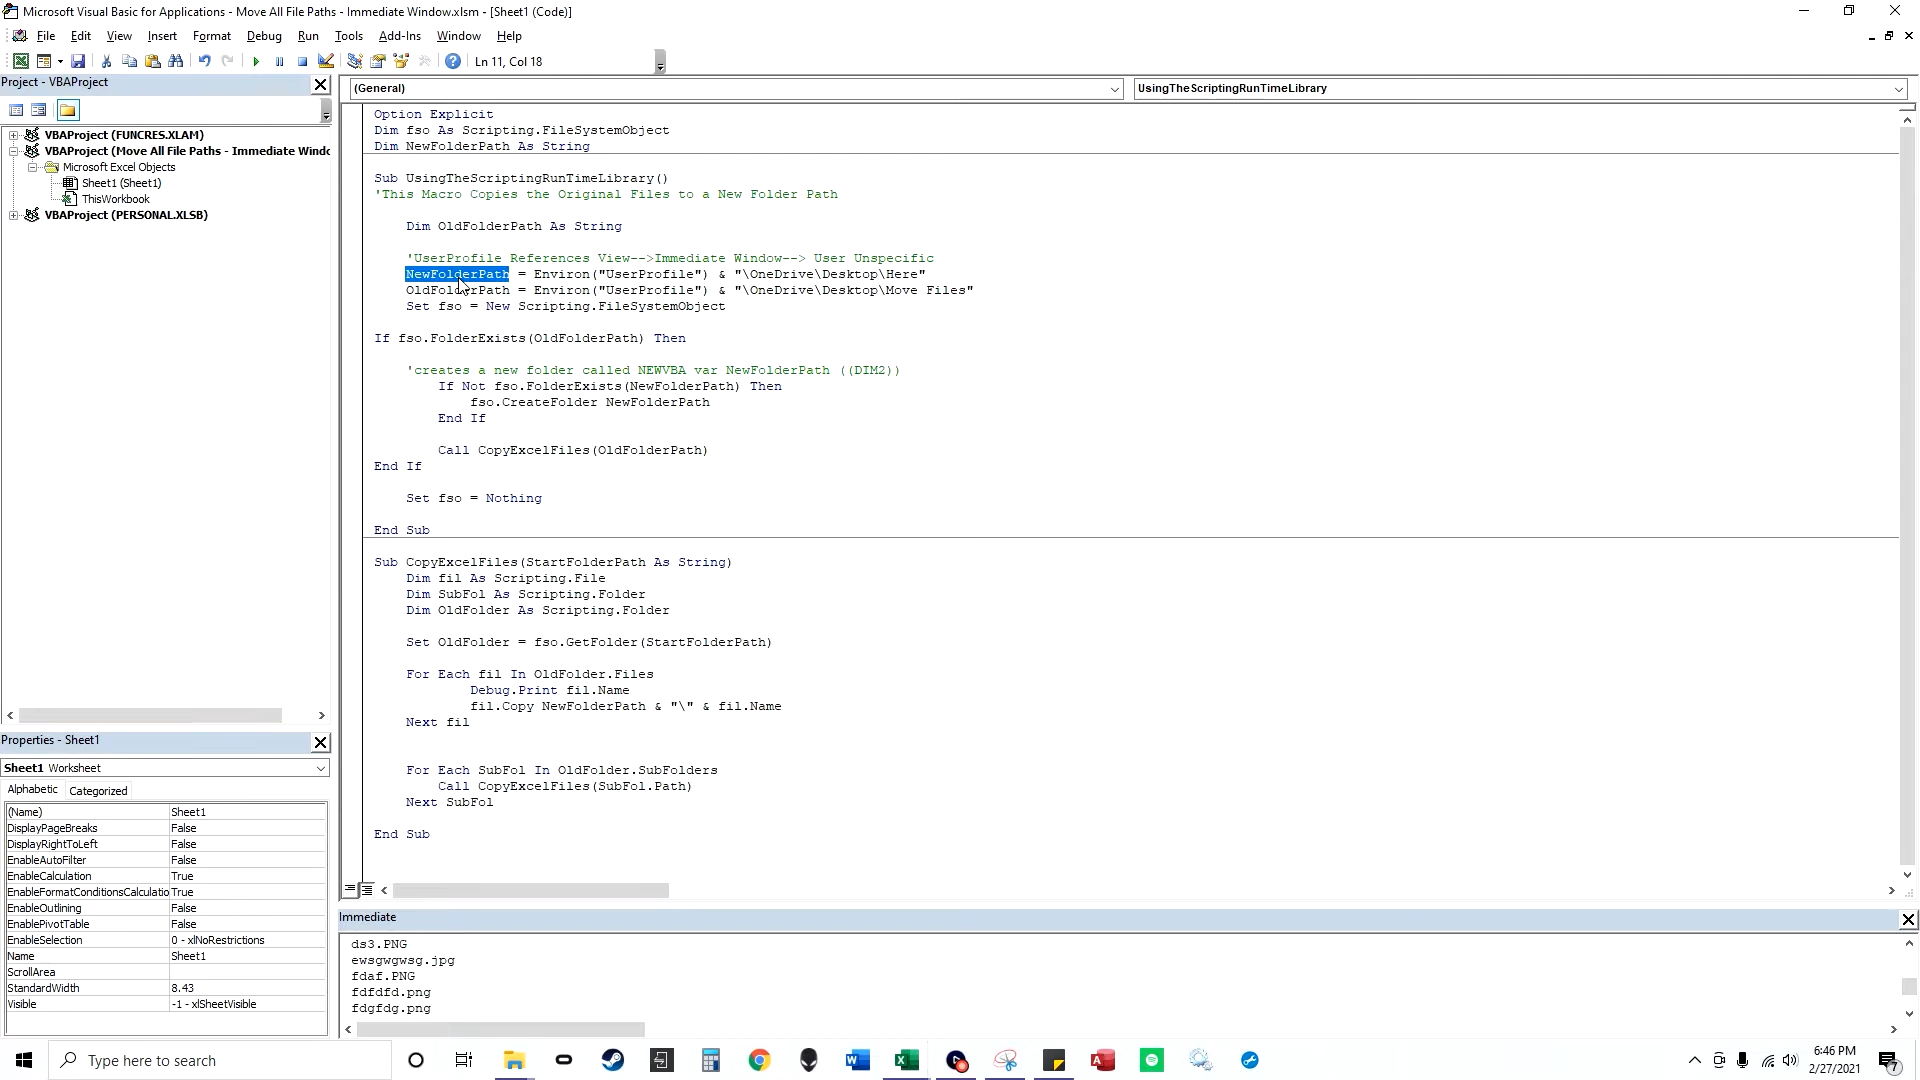 Microsoft Visual Basic for Applications - Move All File Paths - Immediate Window.xlsm - [Sheet1 (Code)]
File Edit View Insert Format Debug Run Tools Add-Ins Window Help
Ln 11, Col 18
Project - VBAProject
VBAProject (FUNCRES.XLAM)
VBAProject (Move All File Paths - Immediate Windo
Microsoft Excel Objects
Sheet1 (Sheet1)
ThisWorkbook
VBAProject (PERSONAL.XLSB)
Properties - Sheet1
Sheet1 Worksheet
Alphabetic Categorized
(Name) Sheet1
DisplayPageBreaks False
DisplayRightToLeft False
EnableAutoFilter False
EnableCalculation True
EnableFormatConditionsCalculatio True
EnableOutlining False
EnablePivotTable False
EnableSelection 0 - xlNoRestrictions
Name Sheet1
ScrollArea
StandardWidth 8.43
Visible -1 - xlSheetVisible
(General) UsingTheScriptingRunTimeLibrary
Option Explicit
Dim fso As Scripting.FileSystemObject
Dim NewFolderPath As String
Sub UsingTheScriptingRunTimeLibrary()
'This Macro Copies the Original Files to a New Folder Path
Dim OldFolderPath As String
'UserProfile References View-->Immediate Window--> User Unspecific
NewFolderPath = Environ("UserProfile") & "\OneDrive\Desktop\Here"
OldFolderPath = Environ("UserProfile") & "\OneDrive\Desktop\Move Files"
Set fso = New Scripting.FileSystemObject
If fso.FolderExists(OldFolderPath) Then
'creates a new folder called NEWVBA var NewFolderPath ((DIM2))
If Not fso.FolderExists(NewFolderPath) Then
fso.CreateFolder NewFolderPath
End If
Call CopyExcelFiles(OldFolderPath)
End If
Set fso = Nothing
End Sub
Sub CopyExcelFiles(StartFolderPath As String)
Dim fil As Scripting.File
Dim SubFol As Scripting.Folder
Dim OldFolder As Scripting.Folder
Set OldFolder = fso.GetFolder(StartFolderPath)
For Each fil In OldFolder.Files
Debug.Print fil.Name
fil.Copy NewFolderPath & "\" & fil.Name
Next fil
For Each SubFol In OldFolder.SubFolders
Call CopyExcelFiles(SubFol.Path)
Next SubFol
End Sub
Immediate
ds3.PNG
ewsgwgwsg.jpg
fdaf.PNG
fdfdfd.png
fdgfdg.png
Type here to search
6:46 PM
2/27/2021
7